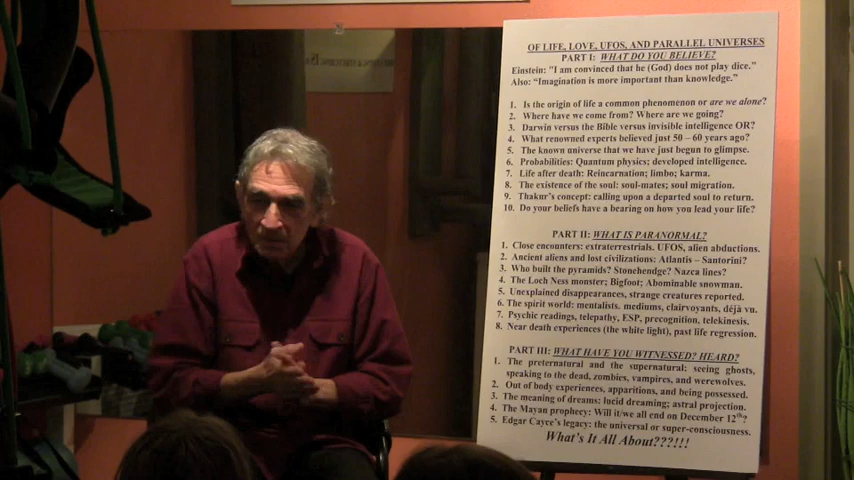 OF LIFE, LOVE, UFOS, AND PARALLEL UNIVERSES
PART I: WHAT DO YOU BELIEVE?
Einstein: "I am convinced that he (God) does not play dice."
Also: "Imagination is more important than knowledge."
1. Is the origin of life a common phenomenon or are we alone?
2. Where have we come from? Where are we going?
3. Darwin versus the Bible versus invisible intelligence OR?
4. What renowned experts believed just 50 – 60 years ago?
5. The known universe that we have just begun to glimpse.
6. Probabilities: Quantum physics; developed intelligence.
7. Life after death: Reincarnation; limbo; karma.
8. The existence of the soul: soul-mates; soul migration.
9. Thakur's concept: calling upon a departed soul to return.
10. Do your beliefs have a bearing on how you lead your life?
PART II: WHAT IS PARANORMAL?
1. Close encounters: extraterrestrials. UFOS, alien abductions.
2. Ancient aliens and lost civilizations: Atlantis – Santorini?
3. Who built the pyramids? Stonehendge? Nazca lines?
4. The Loch Ness monster; Bigfoot; Abominable snowman.
5. Unexplained disappearances, strange creatures reported.
6. The spirit world: mentalists. mediums, clairvoyants, déjà vu.
7. Psychic readings, telepathy, ESP, precognition, telekinesis.
8. Near death experiences (the white light), past life regression.
PART III: WHAT HAVE YOU WITNESSED? HEARD?
1. The preternatural and the supernatural: seeing ghosts,
speaking to the dead, zombies, vampires, and werewolves.
2. Out of body experiences, apparitions, and being possessed.
3. The meaning of dreams: lucid dreaming; astral projection.
4. The Mayan prophecy: Will it/we all end on December 12th?
5. Edgar Cayce's legacy: the universal or super-consciousness.
What's It All About???!!!